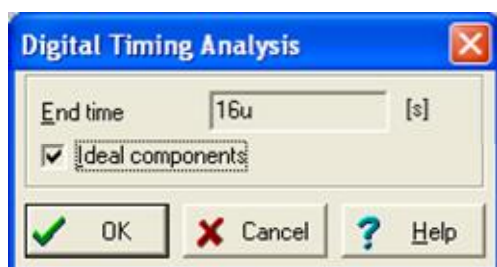 Digital Timing Analysis
End time 16u [s]
Ideal components
OK Cancel ? Help